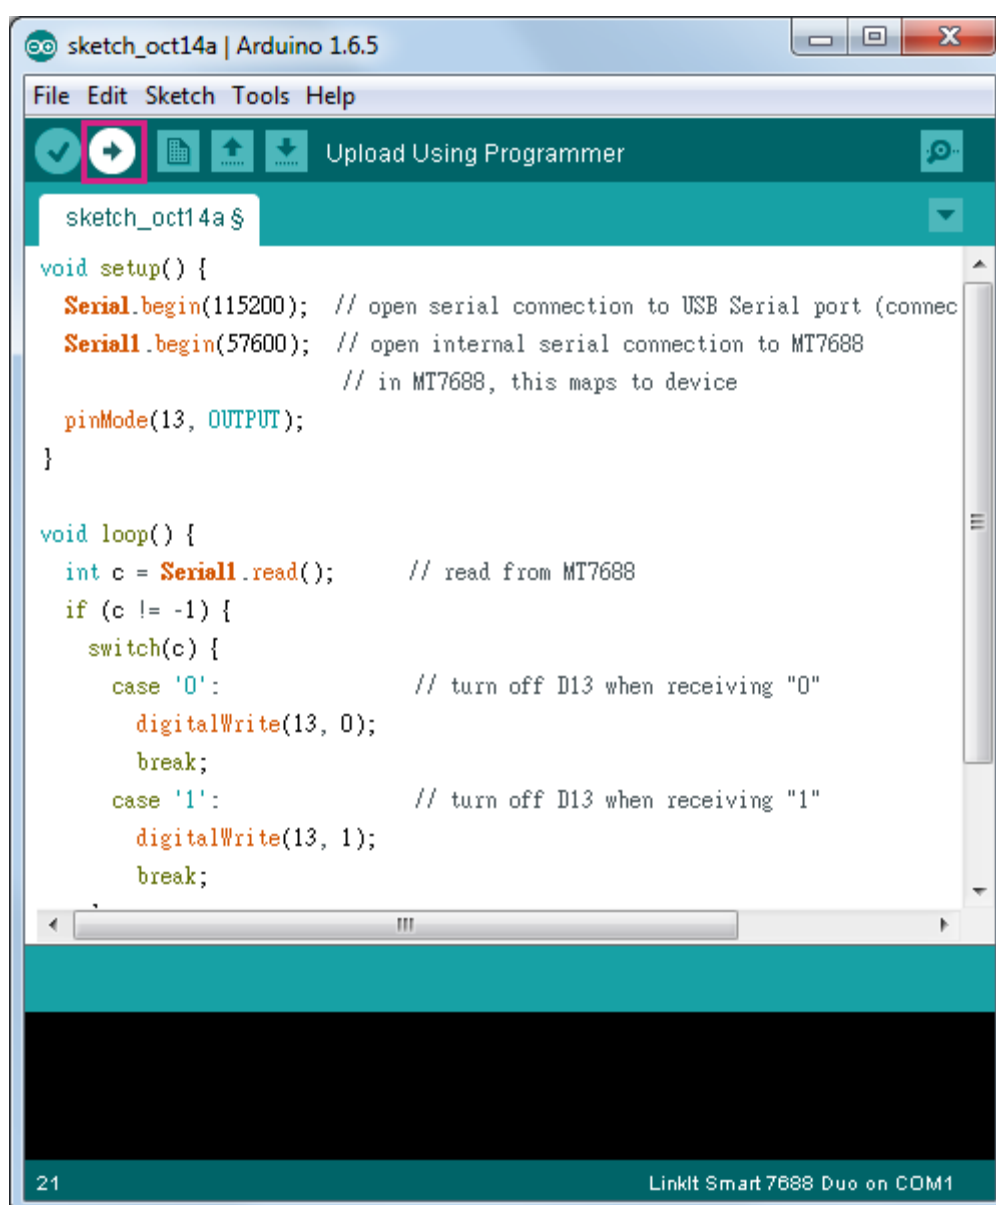 sketch_oct14a | Arduino 1.6.5
File Edit Sketch Tools Help
Upload Using Programmer
sketch_oct14a §
void setup() {
  Serial.begin(115200);  // open serial connection to USB Serial port (connec
  Serial1.begin(57600);  // open internal serial connection to MT7688
                         // in MT7688, this maps to device
  pinMode(13, OUTPUT);
}
void loop() {
  int c = Serial1.read();      // read from MT7688
  if (c != -1) {
    switch(c) {
      case '0':                // turn off D13 when receiving "0"
        digitalWrite(13, 0);
        break;
      case '1':                // turn off D13 when receiving "1"
        digitalWrite(13, 1);
        break;
21
LinkIt Smart 7688 Duo on COM1